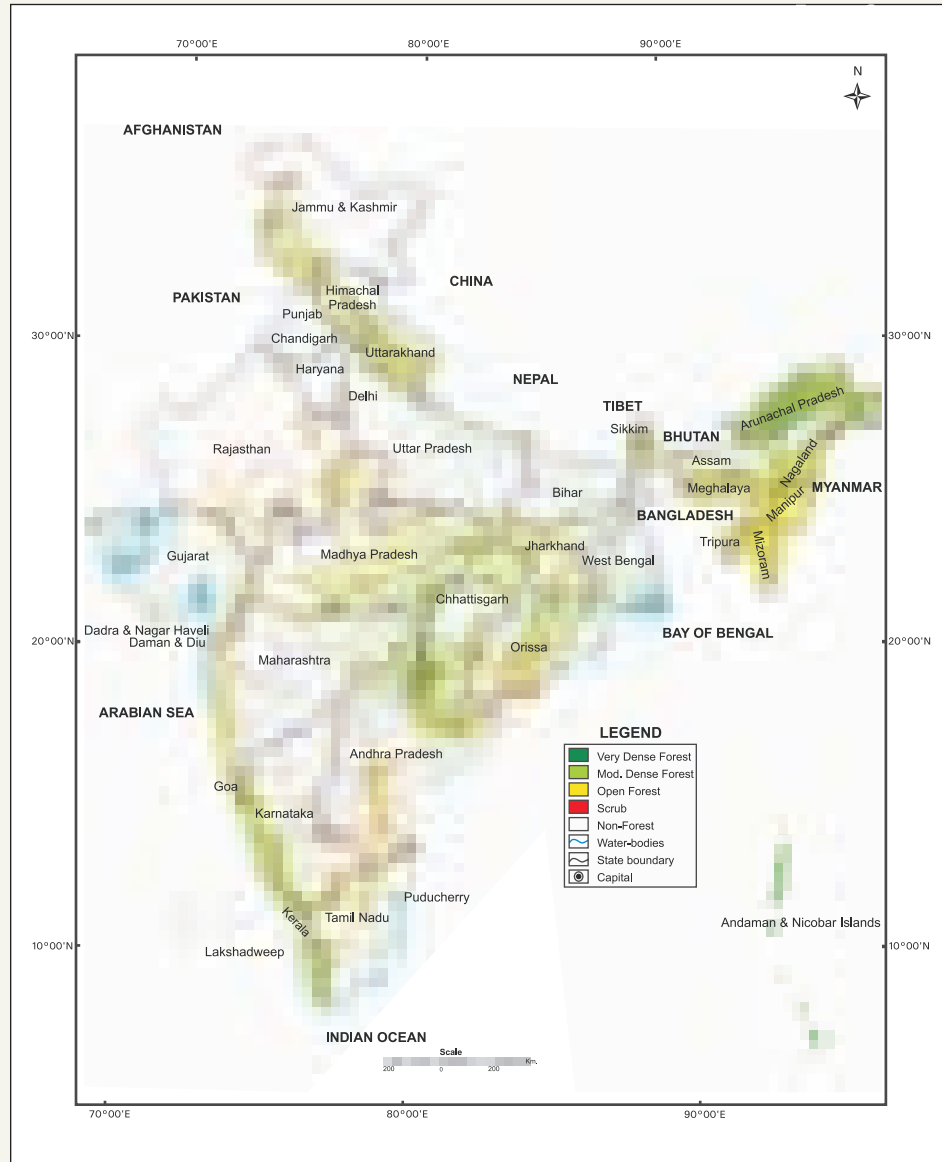 70°00'E 80°00'E 90°00'E
N
AFGHANISTAN
Jammu & Kashmir
CHINA
Himachal
Pradesh
PAKISTAN
Punjab
30°00'N 30°00'N
Chandigarh
Uttarakhand
Haryana
NEPAL
Delhi
Arunachal Pradesh
TIBET
Sikkim
BHUTAN
Rajasthan
Uttar Pradesh
Assam
Nagaland
Meghalaya
MYANMAR
Bihar
Manipur
BANGLADESH
Tripura
Jharkhand
Gujarat
Madhya Pradesh
West Bengal
Mizoram
Chhattisgarh
Dadra & Nagar Haveli
Daman & Diu
BAY OF BENGAL
20°00'N 20°00'N
Orissa
Maharashtra
ARABIAN SEA
LEGEND
Andhra Pradesh
Very Dense Forest
Mod. Dense Forest
Open Forest
Scrub
Non-Forest
Water-bodies
State boundary
Capital
Goa
Karnataka
Puducherry
Kerala
Tamil Nadu
Andaman & Nicobar Islands
Lakshadweep
10°00'N 10°00'N
INDIAN OCEAN
Scale
Km.
200 0 200
70°00'E 80°00'E 90°00'E